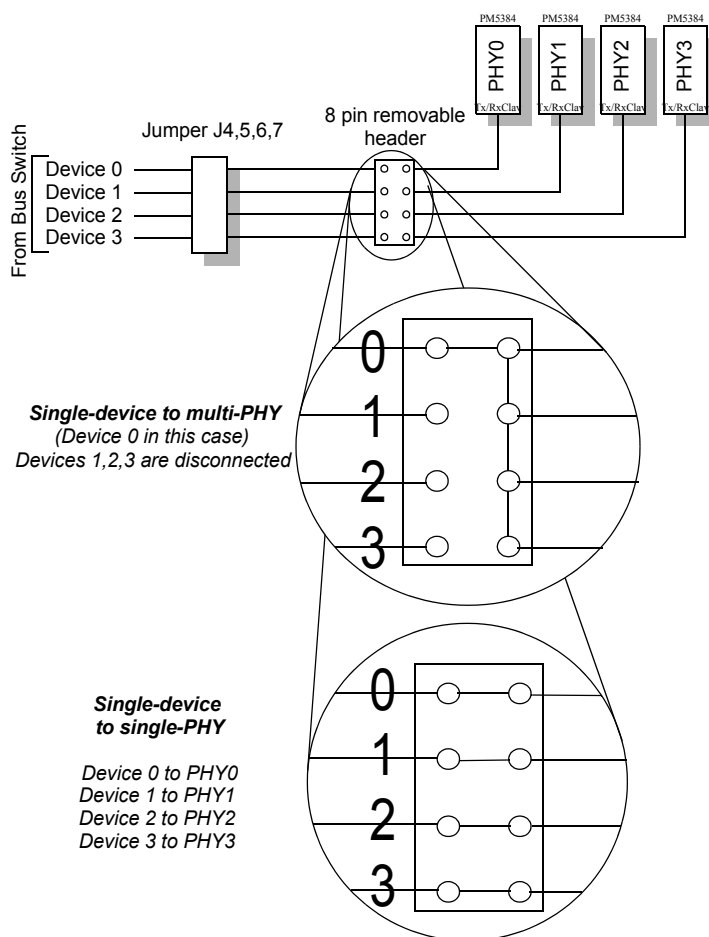 PM5384 PM5384 PM5384 PM5384
PHY0 PHY1 PHY2 PHY3
Tx/RxClav Tx/RxClav Tx/RxClav Tx/RxClav
Jumper J4,5,6,7
8 pin removable
header
From Bus Switch
Device 0
Device 1
Device 2
Device 3
0
1
2
3
Single-device to multi-PHY
(Device 0 in this case)
Devices 1,2,3 are disconnected
0
1
2
3
Single-device
to single-PHY
Device 0 to PHY0
Device 1 to PHY1
Device 2 to PHY2
Device 3 to PHY3